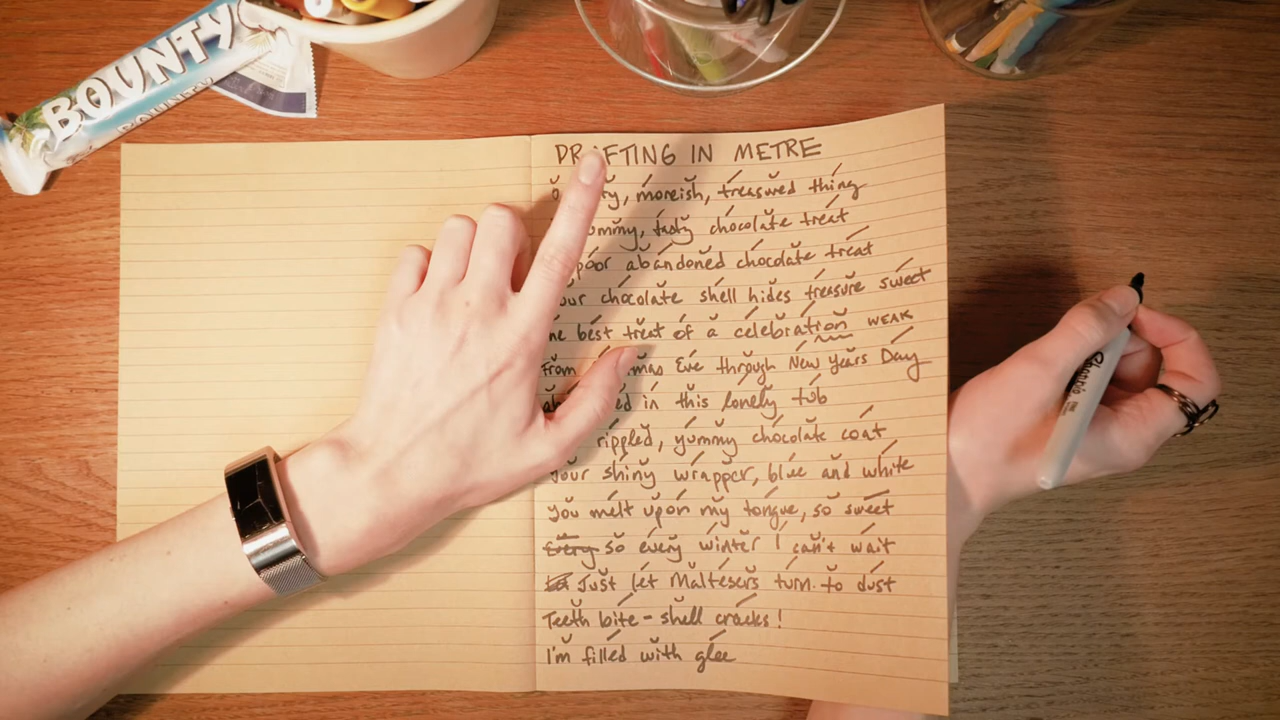 BOUNTY
BOUNTY
DRAFTING IN METRE
moreish, treasured thing
tasty chocolate treat
poor abandoned chocolate treat
chocolate shell hides treasure sweet
best treat of a celebration WEAK
From Eve through New Years Day
in this lonely tub
rippled, yummy chocolate coat
Your shiny wrapper, blue and white
You melt upon my tongue, so sweet
Every so every winter I can't wait
Just let Maltesers turn to dust
Teeth bite - shell cracks!
I'm filled with glee
Sharpie